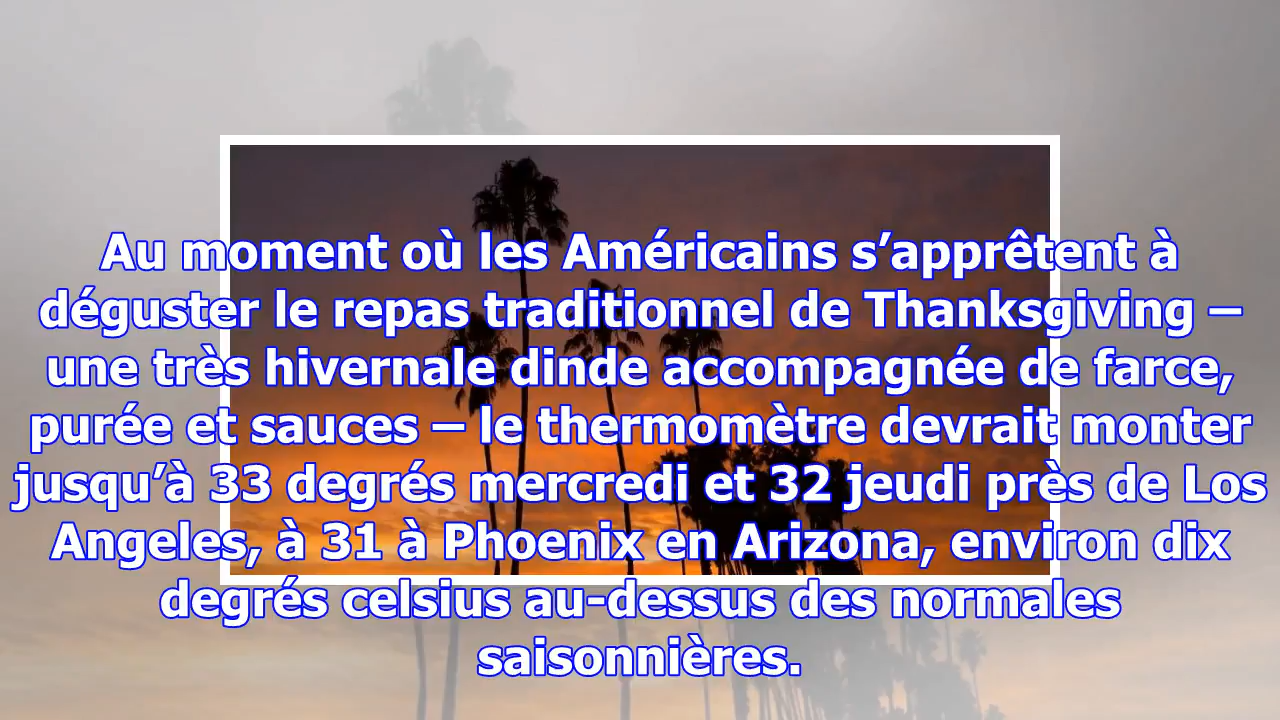 Au moment où les Américains s’apprêtent à
déguster le repas traditionnel de Thanksgiving –
une très hivernale dinde accompagnée de farce,
purée et sauces – le thermomètre devrait monter
jusqu’à 33 degrés mercredi et 32 jeudi près de Los
Angeles, à 31 à Phoenix en Arizona, environ dix
degrés celsius au-dessus des normales
saisonnières.